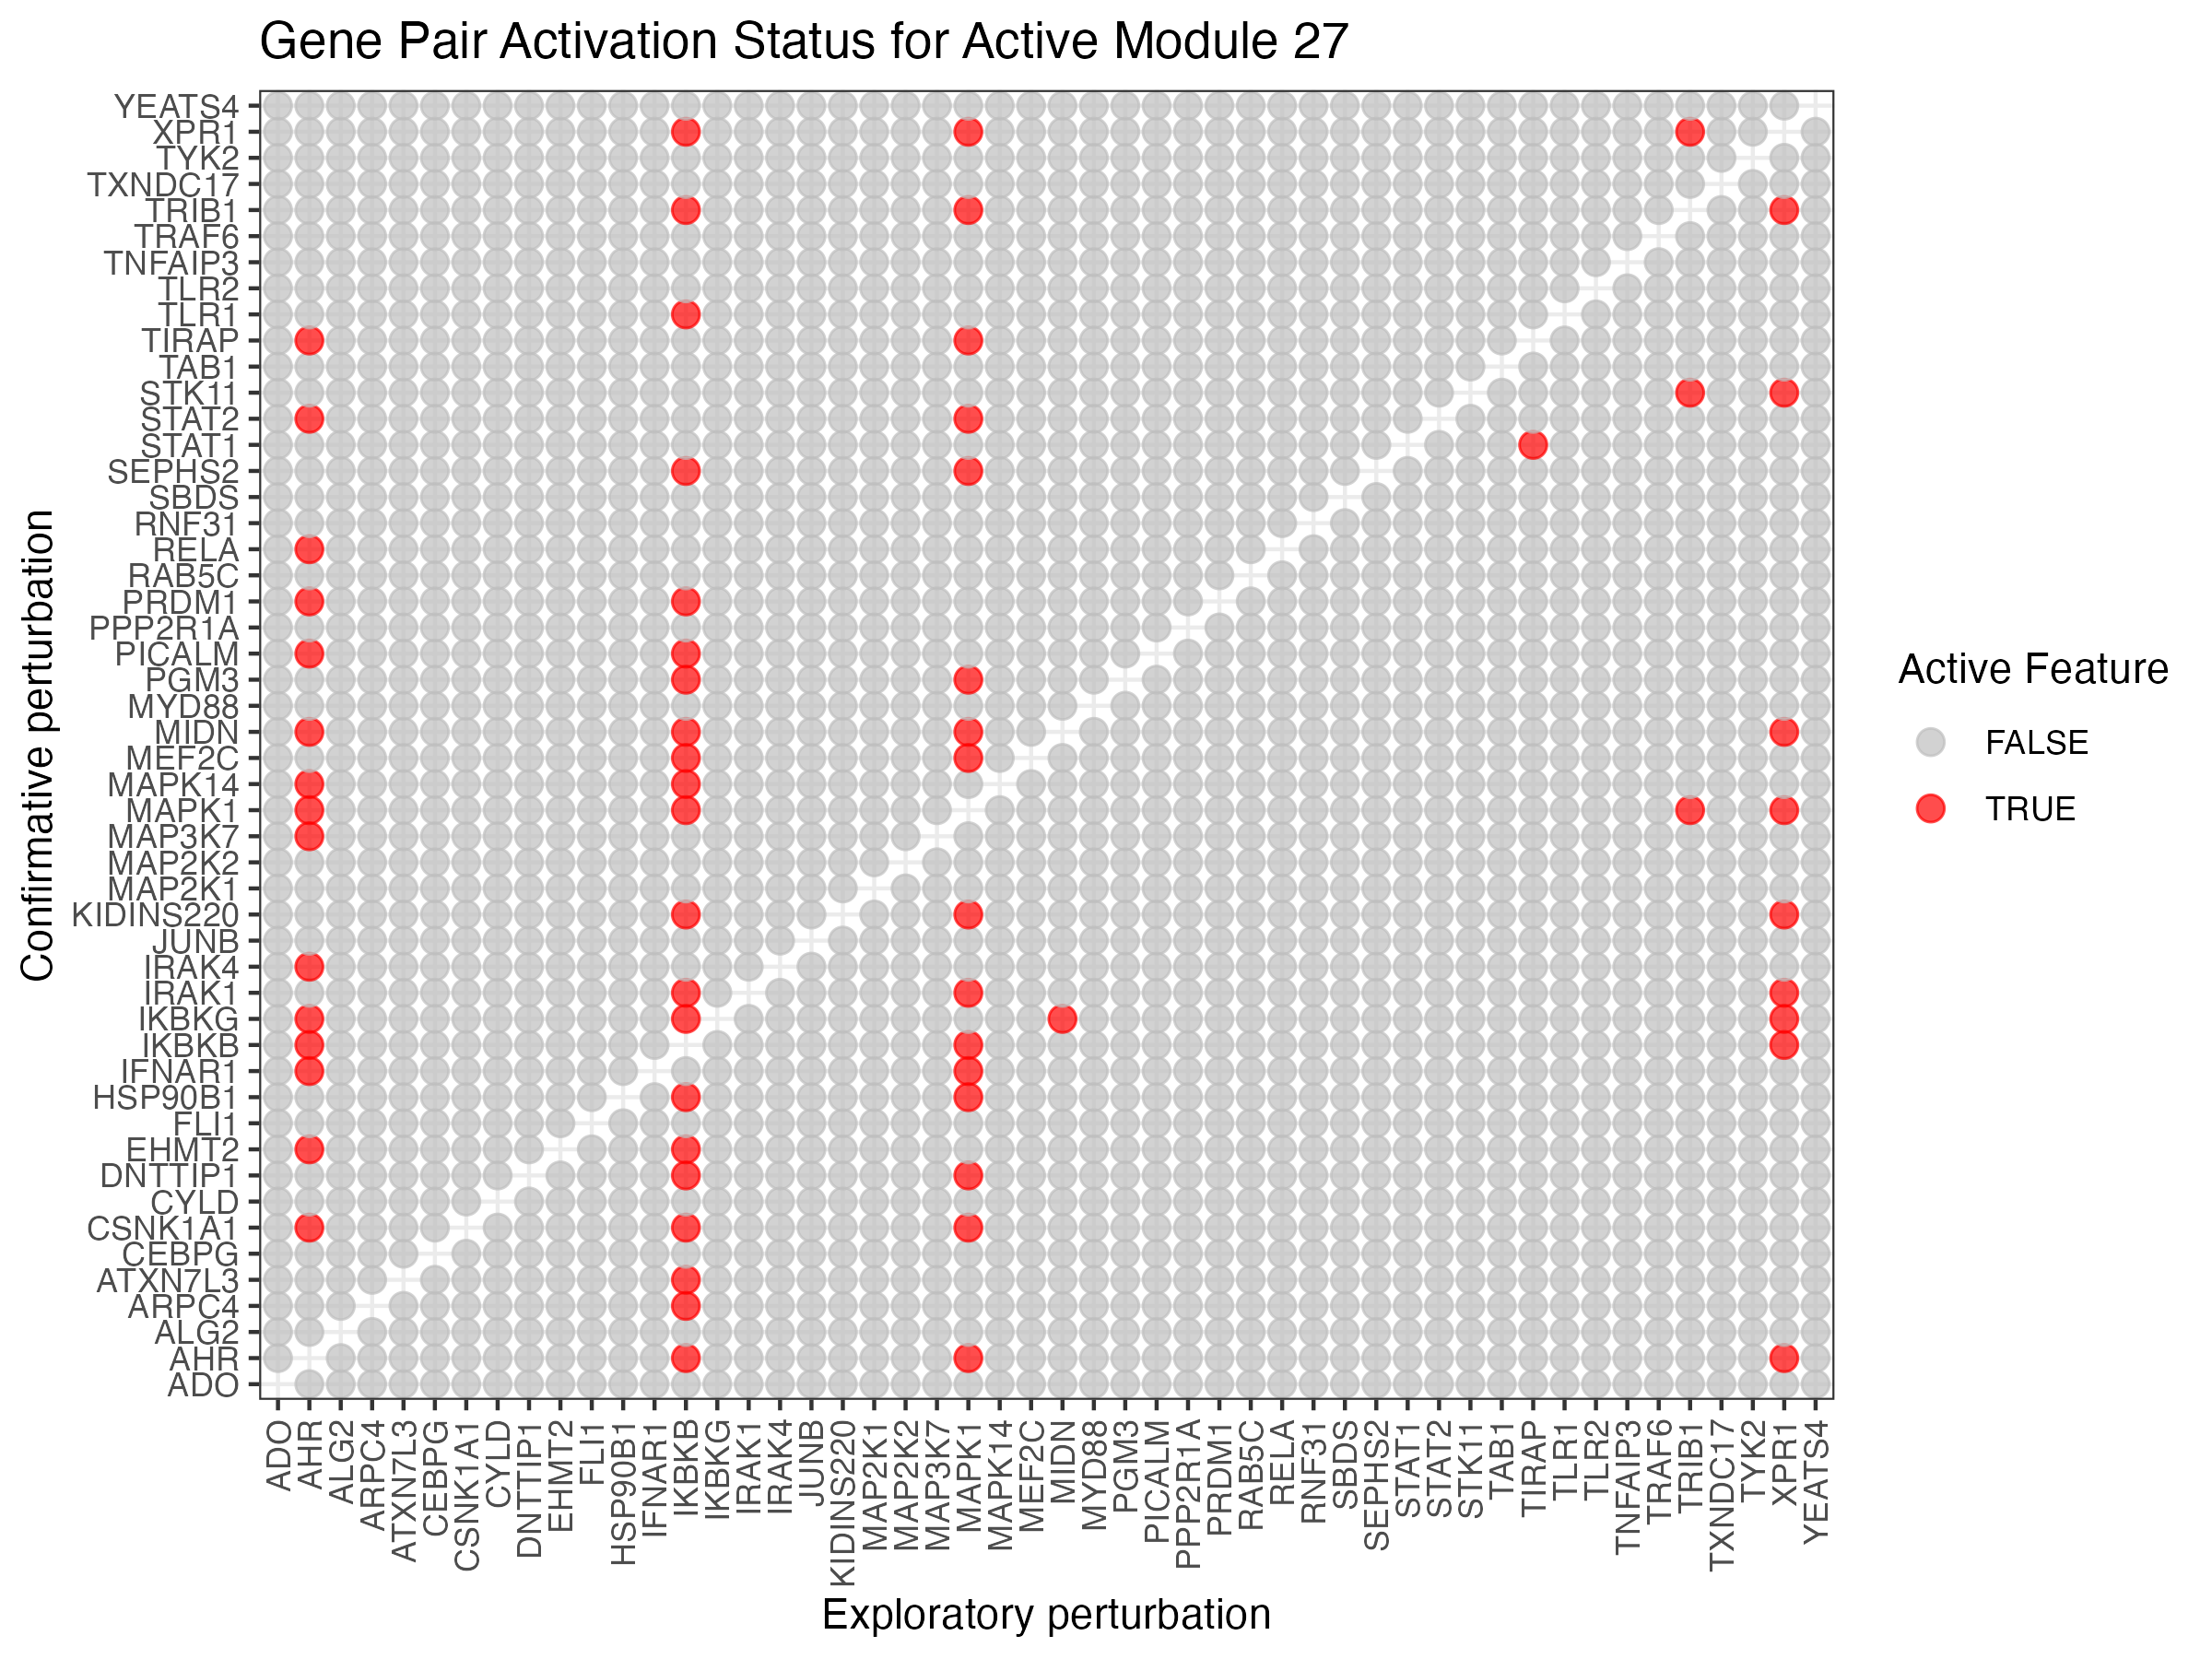 Gene Pair Activation Status for Active Module 27
Confirmative perturbation
YEATS4
XPR1
TYK2
TXNDC17
TRIB1
TRAF6
TNFAIP3
TLR2
TLR1
TIRAP
TAB1
STK11
STAT2
STAT1
SEPHS2
SBDS
RNF31
RELA
RAB5C
PRDM1
PPP2R1A
PICALM
PGM3
MYD88
MIDN
MEF2C
MAPK14
MAPK1
MAP3K7
MAP2K2
MAP2K1
KIDINS220
JUNB
IRAK4
IRAK1
IKBKG
IKBKB
IFNAR1
HSP90B1
FLI1
EHMT2
DNTTIP1
CYLD
CSNK1A1
CEBPG
ATXN7L3
ARPC4
ALG2
AHR
ADO
ADO
AHR
ALG2
ARPC4
ATXN7L3
CEBPG
CSNK1A1
CYLD
DNTTIP1
EHMT2
FLI1
HSP90B1
IFNAR1
IKBKB
IKBKG
IRAK1
IRAK4
JUNB
KIDINS220
MAP2K1
MAP2K2
MAP3K7
MAPK1
MAPK14
MEF2C
MIDN
MYD88
PGM3
PICALM
PPP2R1A
PRDM1
RAB5C
RELA
RNF31
SBDS
SEPHS2
STAT1
STAT2
STK11
TAB1
TIRAP
TLR1
TLR2
TNFAIP3
TRAF6
TRIB1
TXNDC17
TYK2
XPR1
YEATS4
Exploratory perturbation
Active Feature
FALSE
TRUE